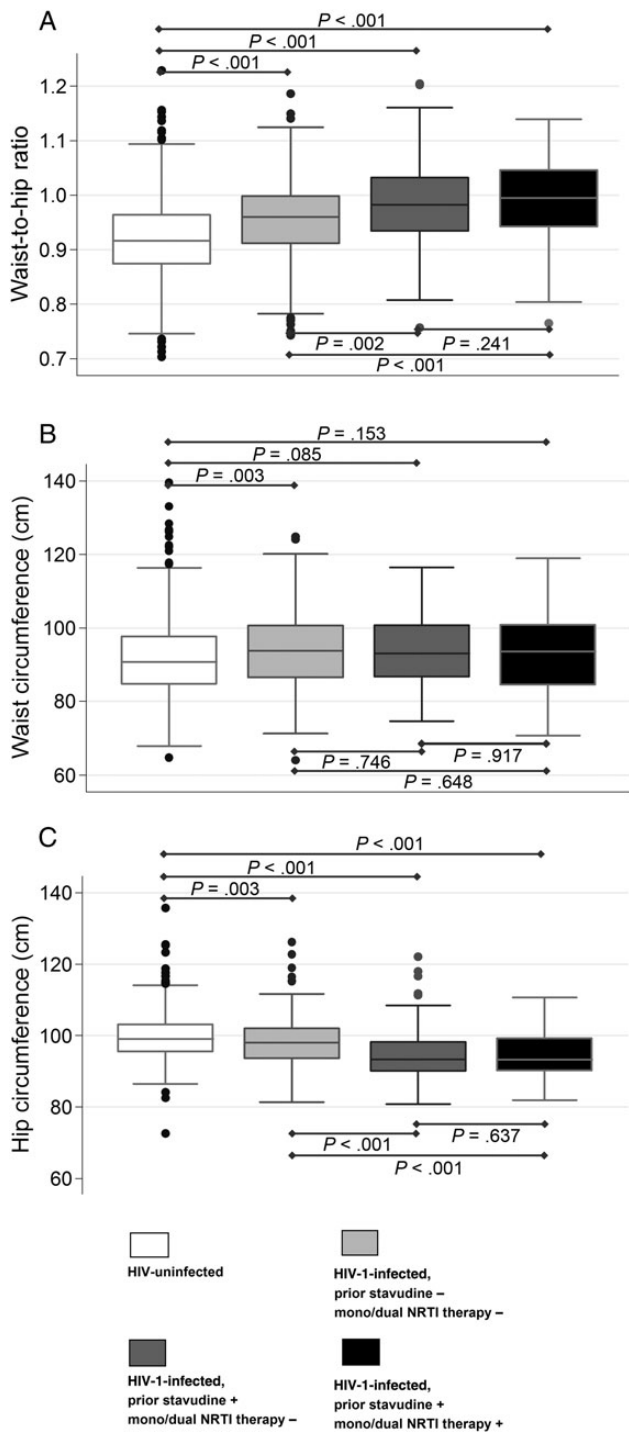 A
P < .001
P < .001
P < .001
Waist-to-hip ratio
1.2
1.1
1.0
0.9
0.8
0.7
P = .002
P = .241
P < .001
B
P = .153
P = .085
P = .003
Waist circumference (cm)
140
120
100
80
60
P = .746
P = .917
P = .648
C
P < .001
P < .001
P = .003
Hip circumference (cm)
140
120
100
80
60
P < .001
P = .637
P < .001
HIV-uninfected
HIV-1-infected,
prior stavudine –
mono/dual NRTI therapy –
HIV-1-infected,
prior stavudine +
mono/dual NRTI therapy –
HIV-1-infected,
prior stavudine +
mono/dual NRTI therapy +